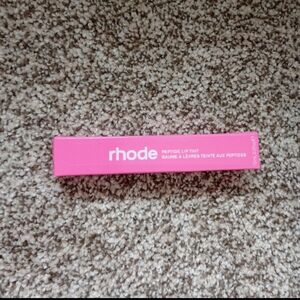 rhode
PEPTIDE LIP TINT
BAUME À LÈVRES TEINTÉ AUX PEPTIDES